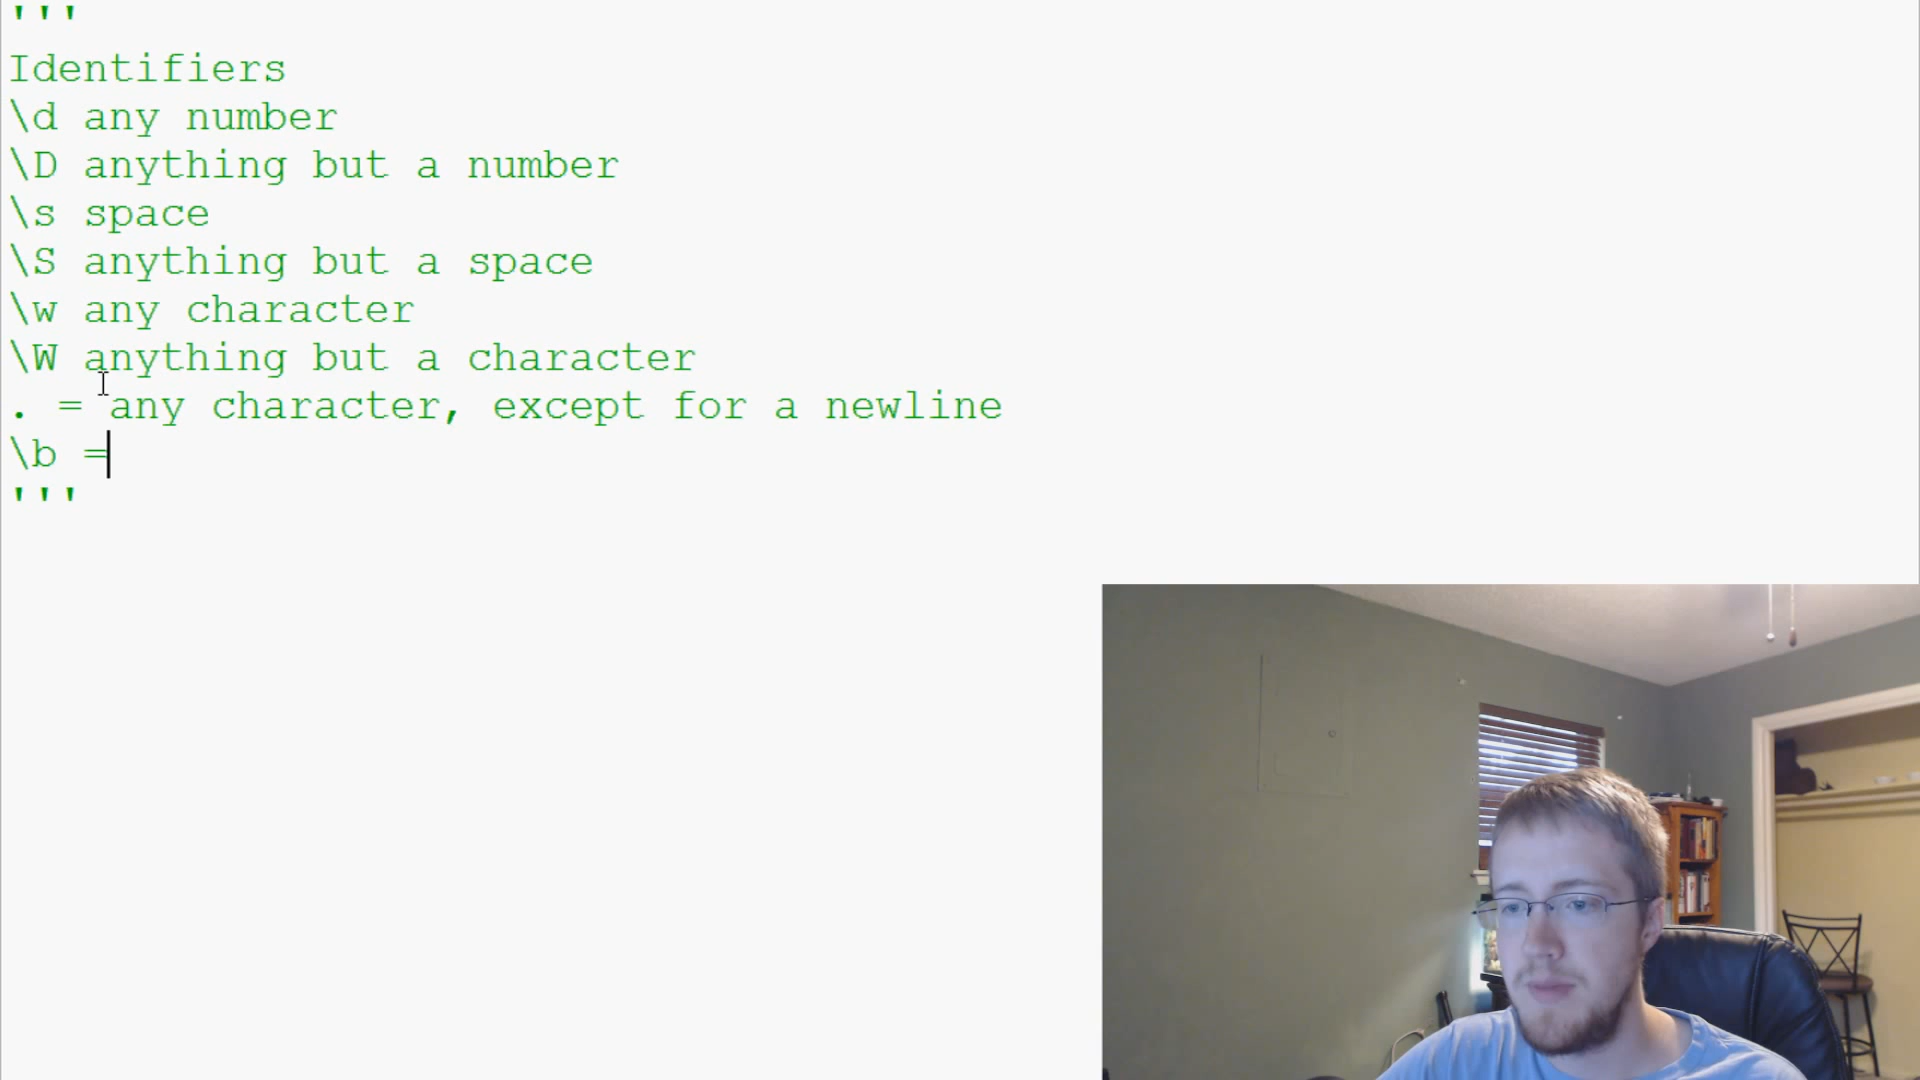 '''
Identifiers
\d any number
\D anything but a number
\s space
\S anything but a space
\w any character
\W anything but a character
. = any character, except for a newline
\b =
'''